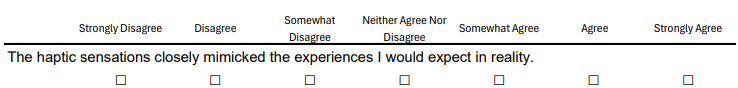 Strongly Disagree Disagree Somewhat Disagree Neither Agree Nor Disagree Somewhat Agree Agree Strongly Agree
The haptic sensations closely mimicked the experiences I would expect in reality.
☐ ☐ ☐ ☐ ☐ ☐ ☐